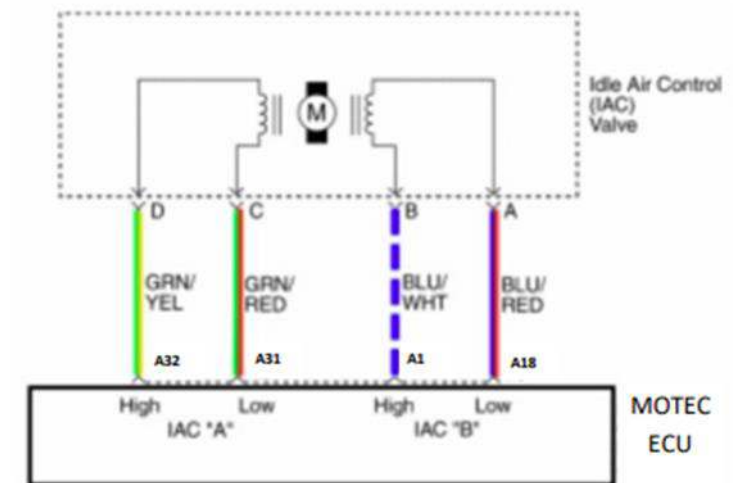 Idle Air Control
(IAC)
Valve
M
D
C
B
A
GRN/
YEL
GRN/
RED
BLU/
WHT
BLU/
RED
A32
A31
A1
A18
High
Low
High
Low
IAC "A"
IAC "B"
MOTEC
ECU